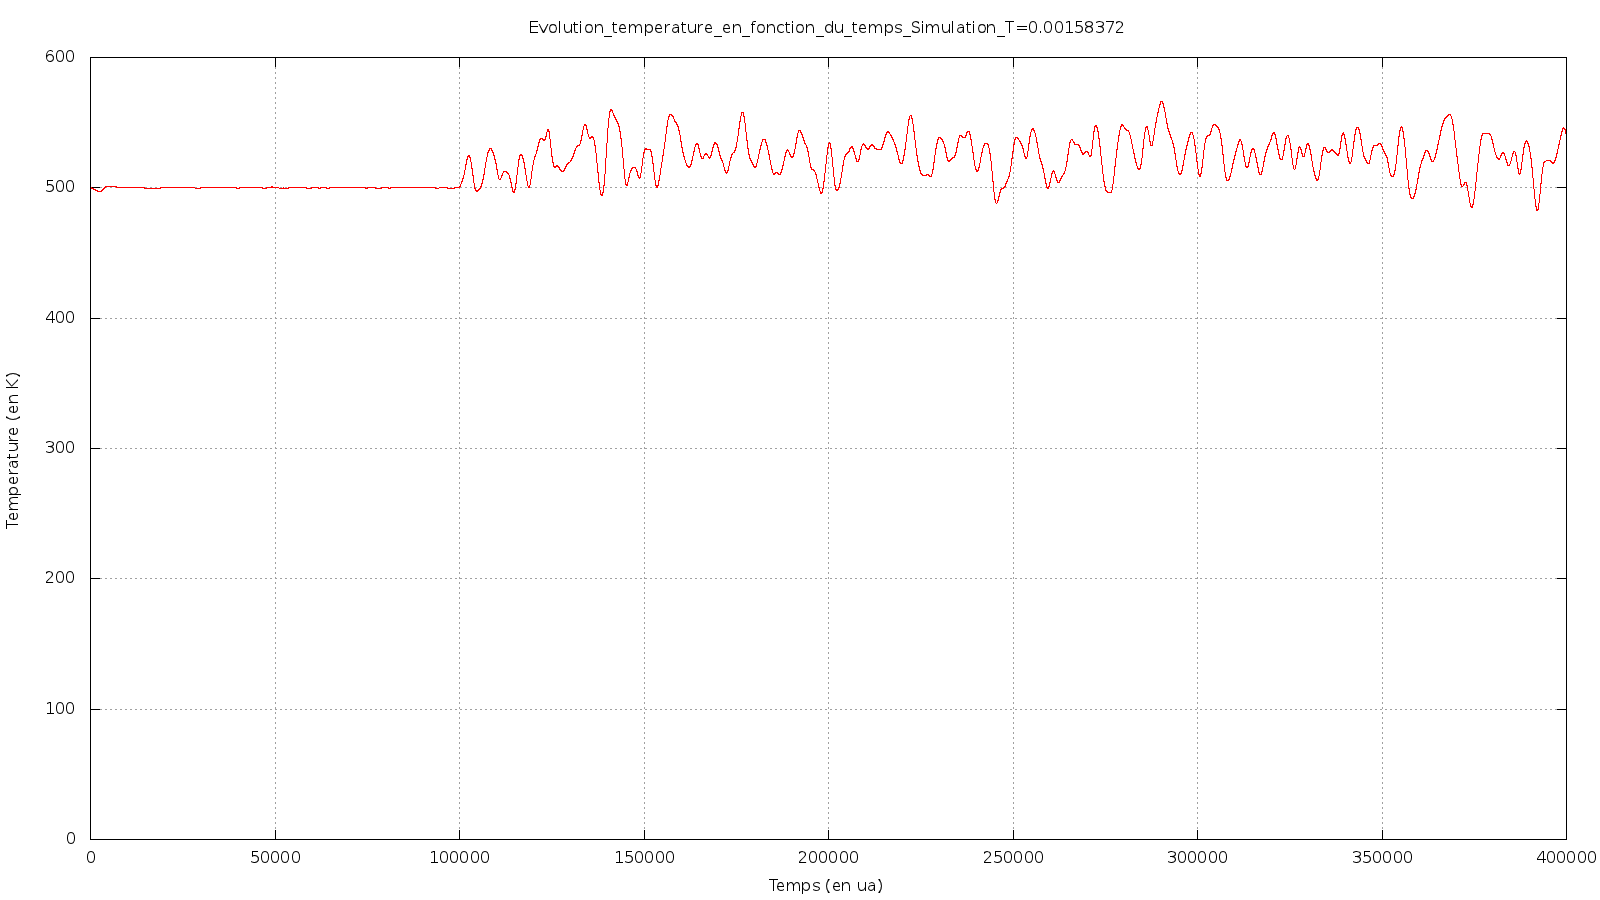 Evolution_temperature_en_fonction_du_temps_Simulation_T=0.00158372
600
500
400
300
200
100
0
Temperature (en K)
0 50000 100000 150000 200000 250000 300000 350000 400000
Temps (en ua)